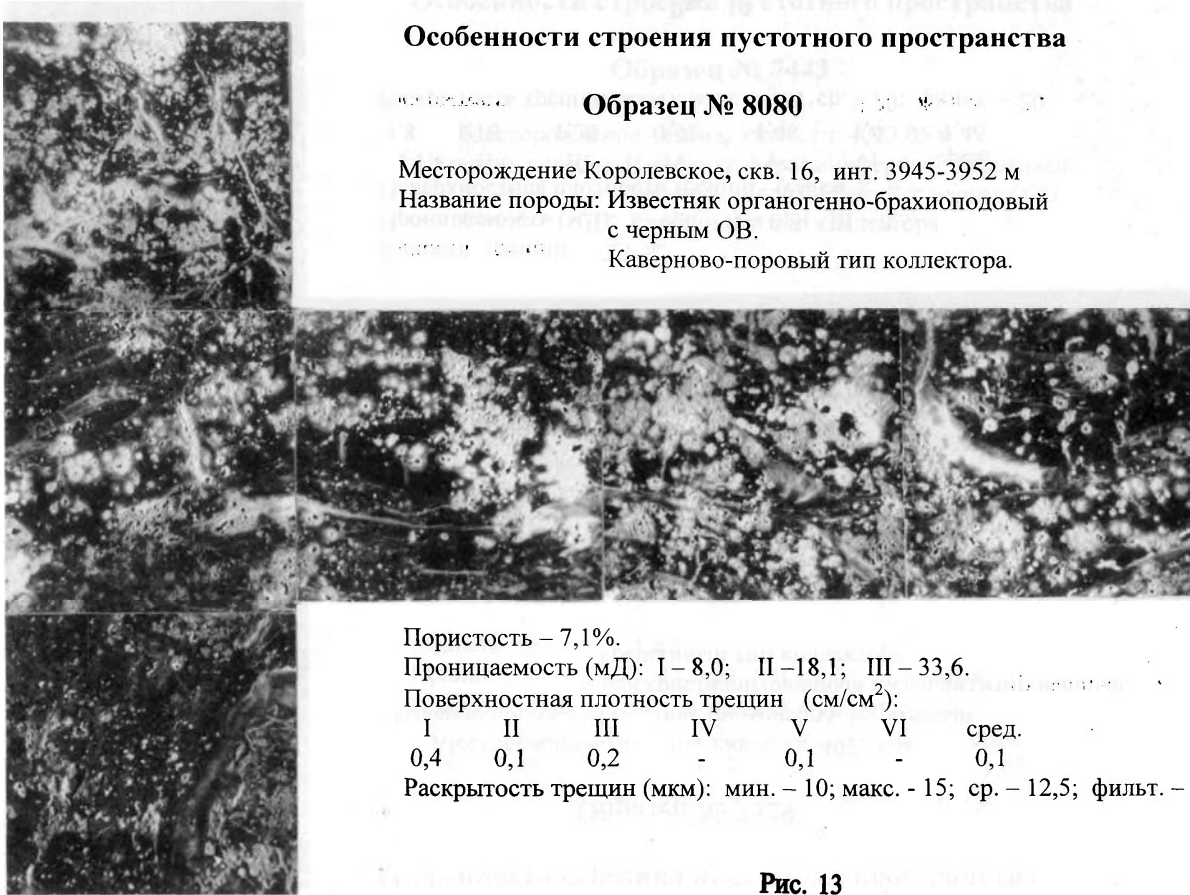 Особенности строения пустотного пространства
Образец № 8080
Месторождение Королевское, скв. 16, инт. 3945-3952 м
Название породы: Известняк органогенно-брахиоподовый
с черным ОВ.
Каверново-поровый тип коллектора.
Пористость – 7,1%.
Проницаемость (мД): I – 8,0; II –18,1; III – 33,6.
Поверхностная плотность трещин (см/см²):
I II III IV V VI сред.
0,4 0,1 0,2 - 0,1 - 0,1
Раскрытость трещин (мкм): мин. – 10; макс. - 15; ср. – 12,5; фильт. –
Рис. 13